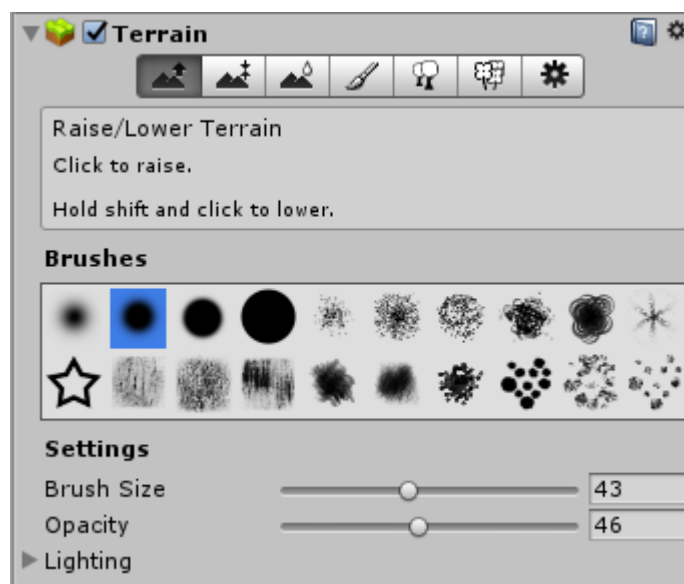 Terrain
Raise/Lower Terrain
Click to raise.
Hold shift and click to lower.
Brushes
Settings
Brush Size 43
Opacity 46
Lighting